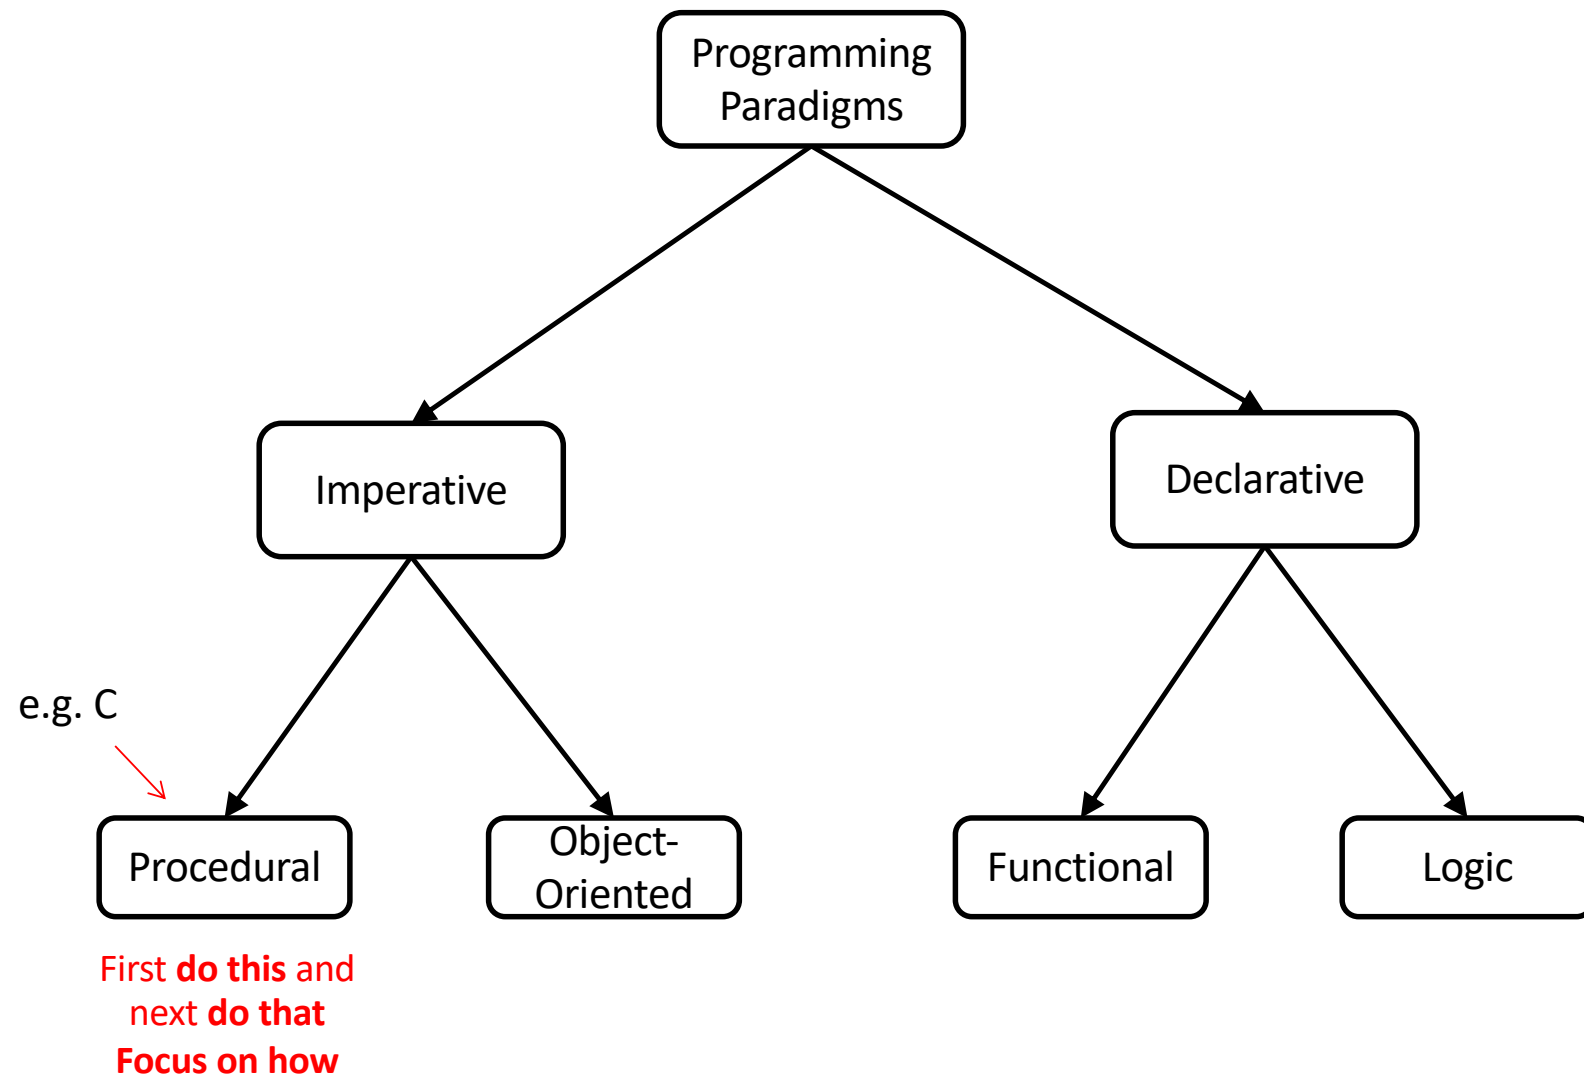 Programming
Paradigms
Imperative
Declarative
e.g. C
Procedural
Object-
Oriented
Functional
Logic
First do this and
next do that
Focus on how